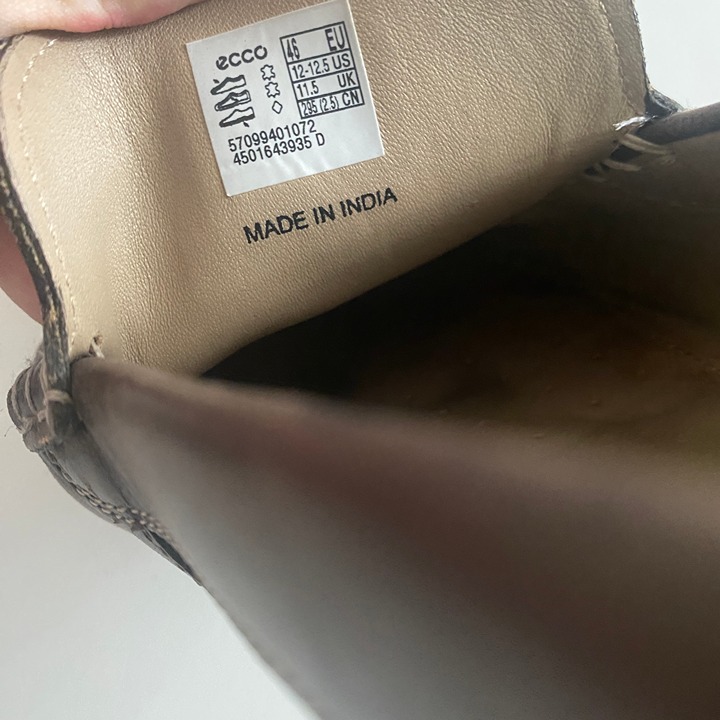 ecco
46 EU
12-12.5 US
11.5 UK
295 (2.5) CN
57099401072
4501643935 D
MADE IN INDIA